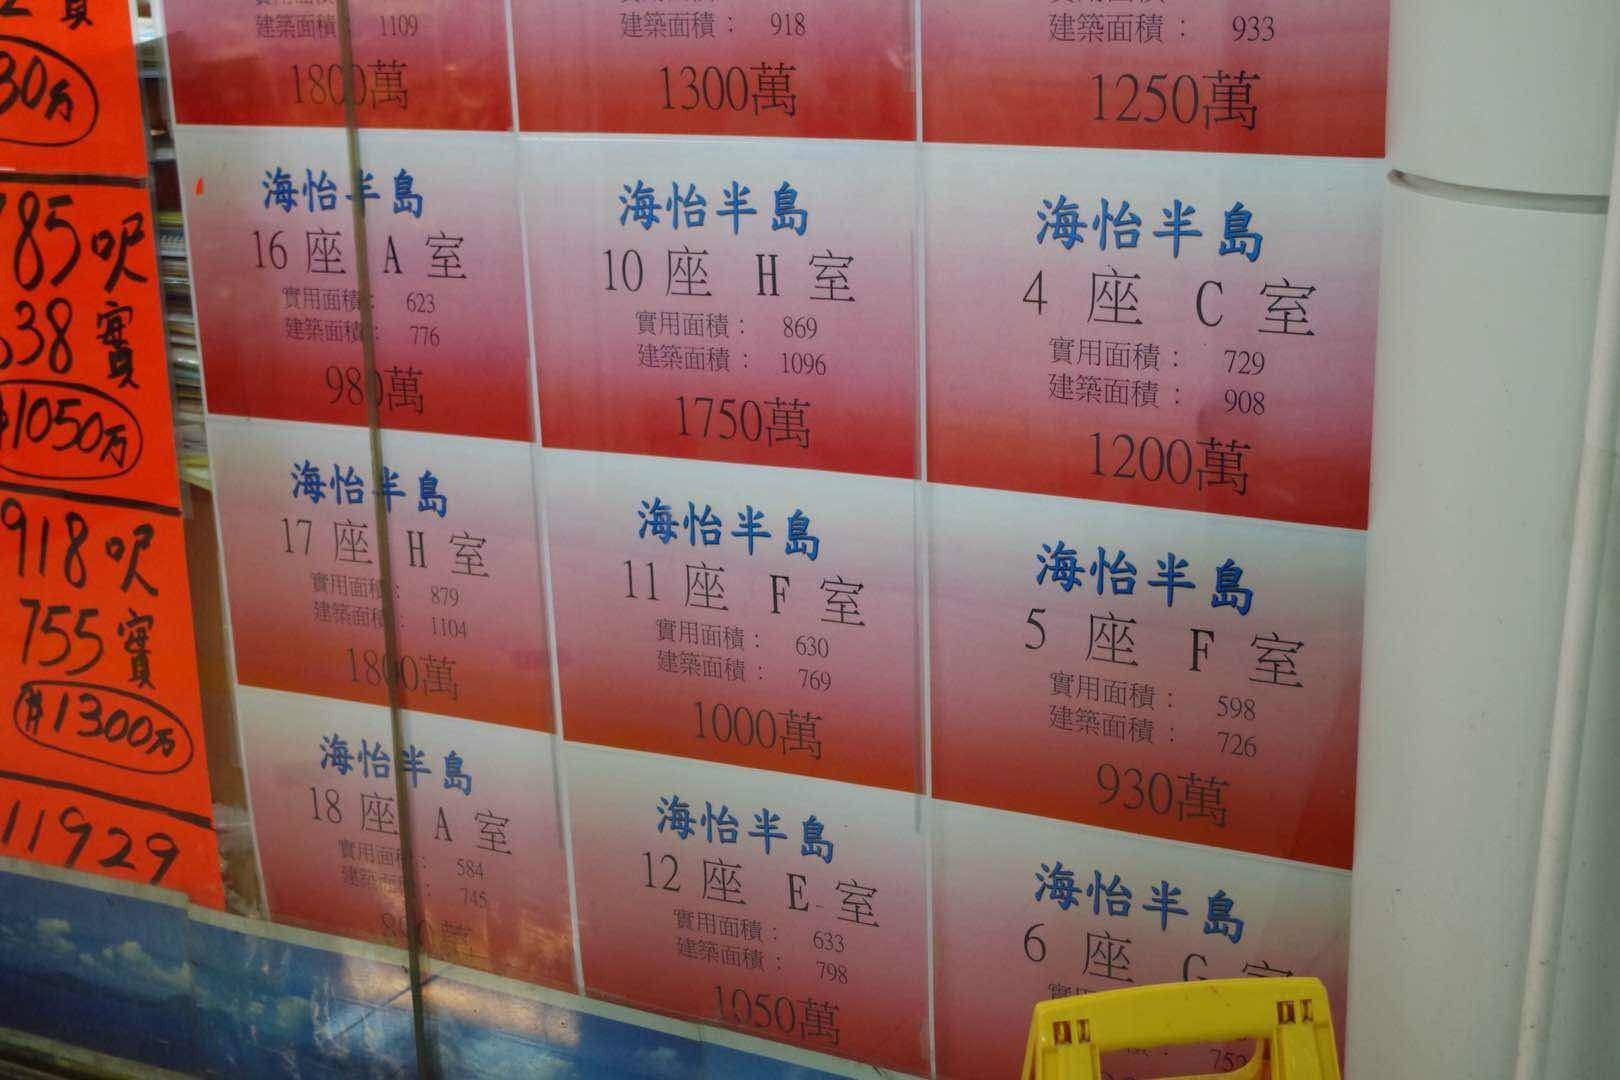 30万
85呎
638實
$1050万
918呎
755實
$1300万
11929
建築面積： 1109
1800萬
建築面積： 918
1300萬
建築面積： 933
1250萬
海怡半島
16 座 A 室
實用面積： 623
建築面積： 776
980萬
海怡半島
10 座 H 室
實用面積： 869
建築面積： 1096
1750萬
海怡半島
4 座 C 室
實用面積： 729
建築面積： 908
1200萬
海怡半島
17 座 H 室
實用面積： 879
建築面積： 1104
1800萬
海怡半島
11 座 F 室
實用面積： 630
建築面積： 769
1000萬
海怡半島
5 座 F 室
實用面積： 598
建築面積： 726
930萬
海怡半島
18 座 A 室
實用面積： 584
建築面積： 745
海怡半島
12 座 E 室
實用面積： 633
建築面積： 798
1050萬
海怡半島
6 座 G 室